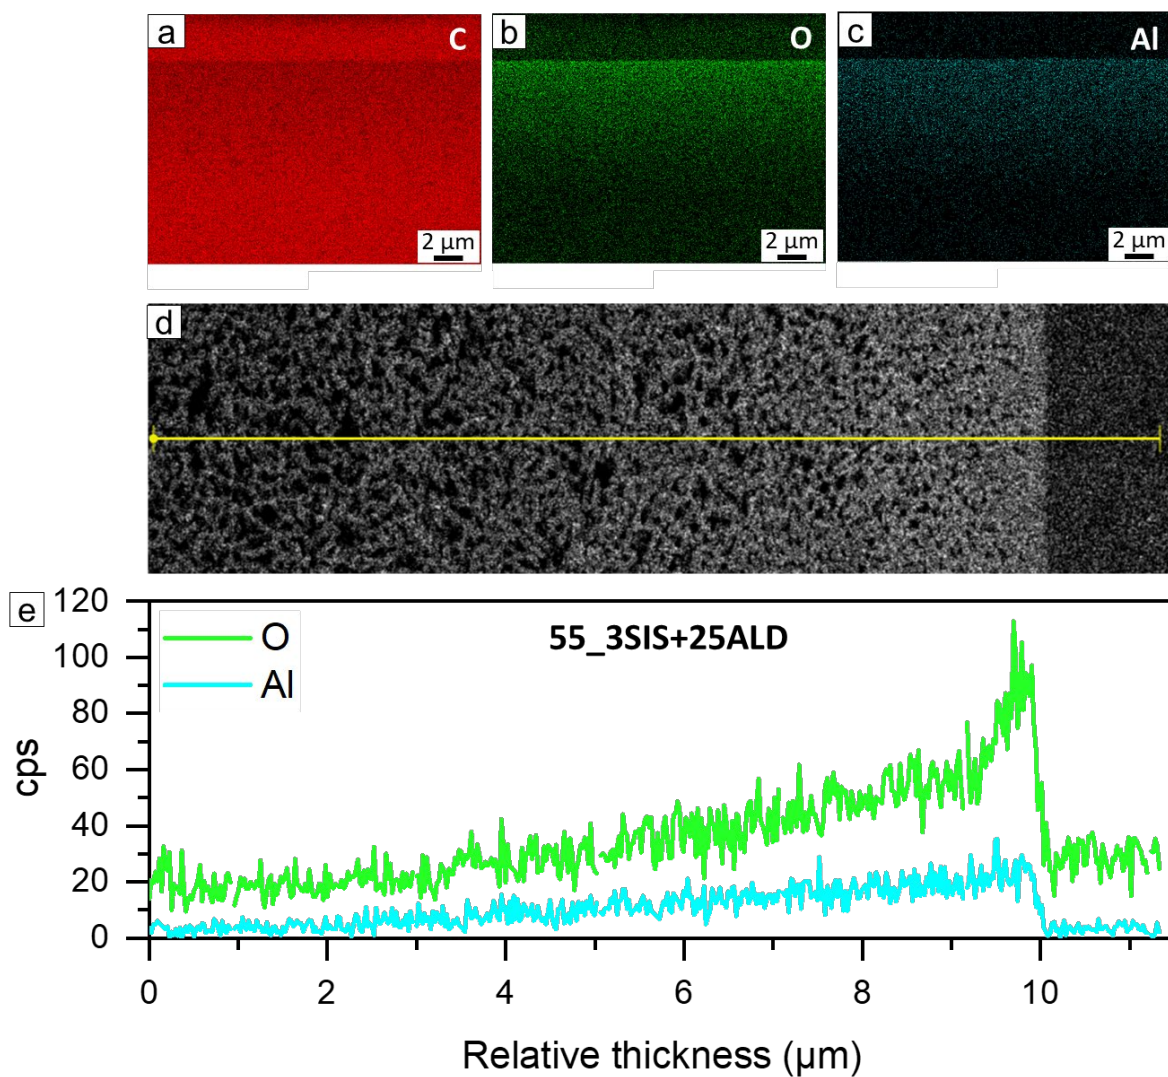 a C b O c Al
2 µm 2 µm 2 µm
d
e
55_3SIS+25ALD
O
Al
120
100
80
60
40
20
0
cps
0 2 4 6 8 10
Relative thickness (µm)